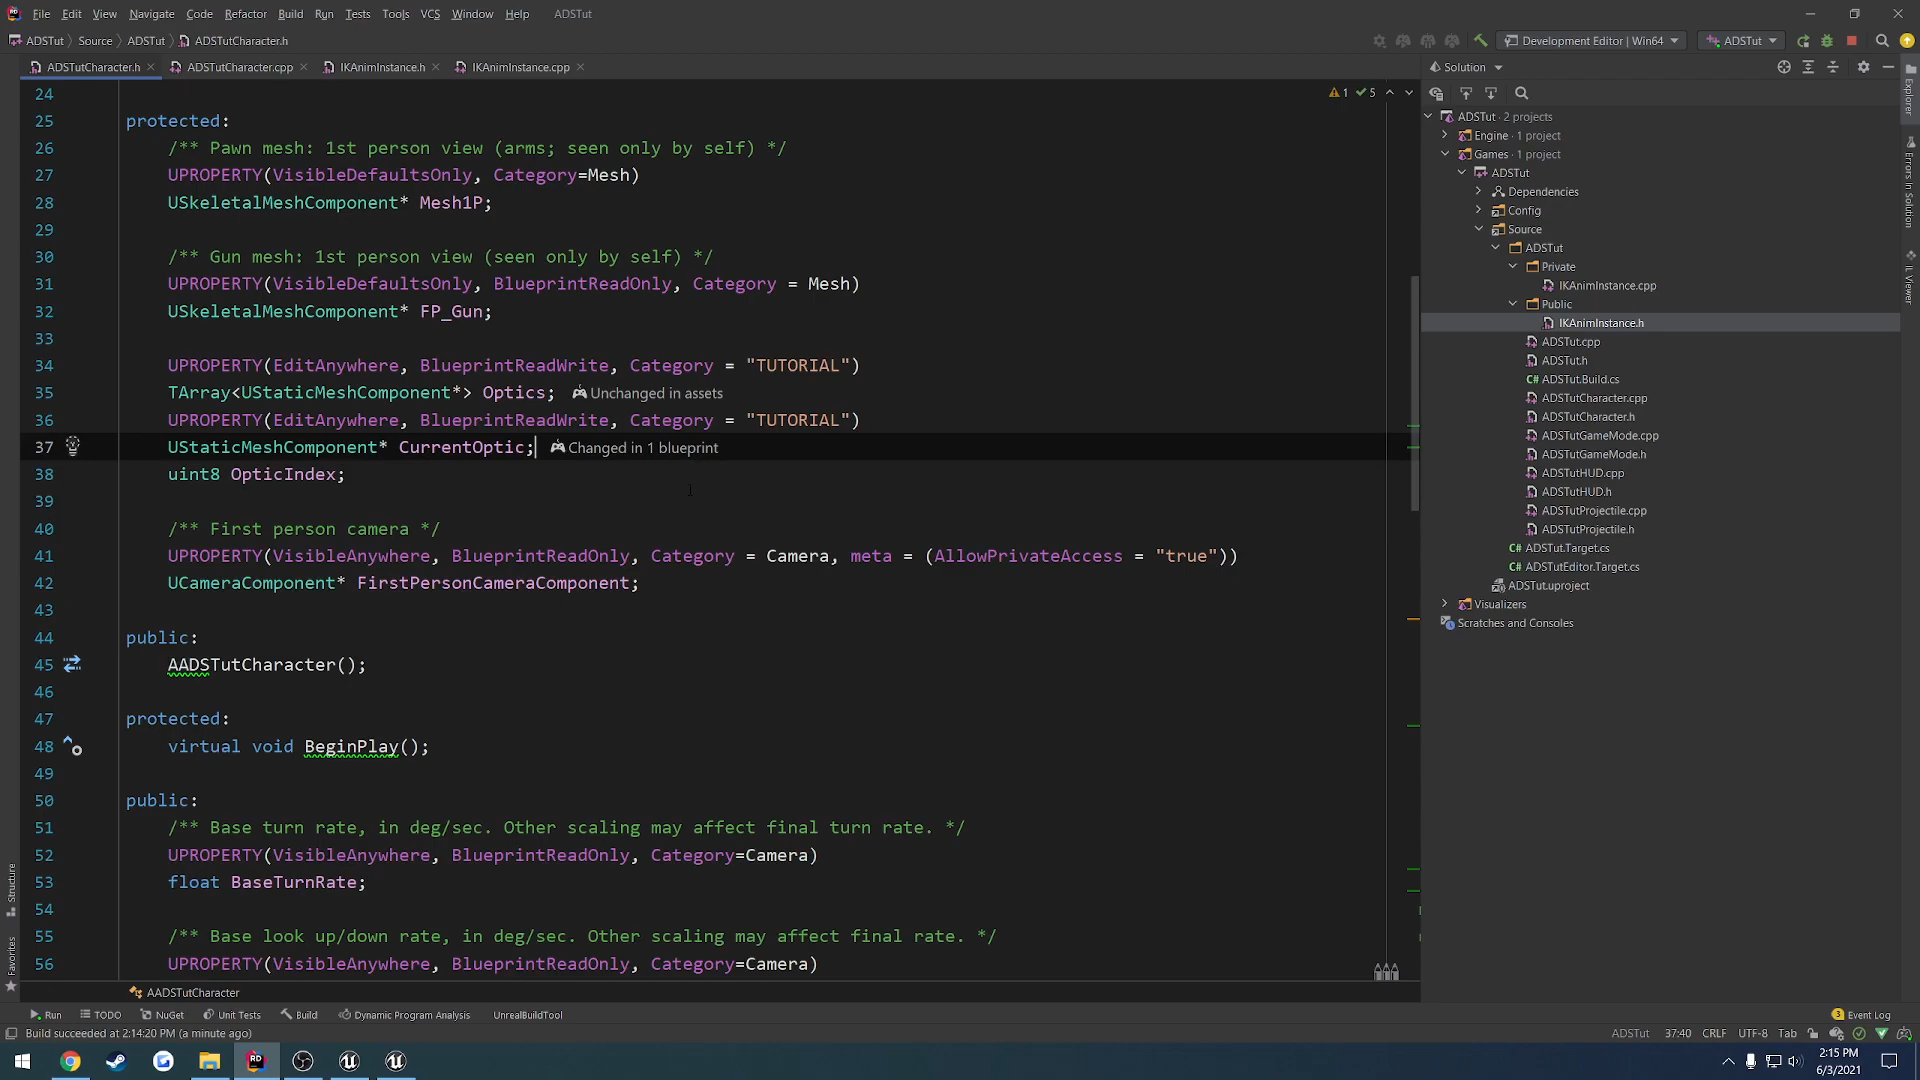 File Edit View Navigate Code Refactor Build Run Tests Tools VCS Window Help ADSTut
ADSTut Source ADSTut ADSTutCharacter.h
Development Editor | Win64 ADSTut
ADSTutCharacter.h ADSTutCharacter.cpp IKAnimInstance.h IKAnimInstance.cpp
Solution
1 5
24
25 protected:
26 /** Pawn mesh: 1st person view (arms; seen only by self) */
27 UPROPERTY(VisibleDefaultsOnly, Category=Mesh)
28 USkeletalMeshComponent* Mesh1P;
29
30 /** Gun mesh: 1st person view (seen only by self) */
31 UPROPERTY(VisibleDefaultsOnly, BlueprintReadOnly, Category = Mesh)
32 USkeletalMeshComponent* FP_Gun;
33
34 UPROPERTY(EditAnywhere, BlueprintReadWrite, Category = "TUTORIAL")
35 TArray<UStaticMeshComponent*> Optics; Unchanged in assets
36 UPROPERTY(EditAnywhere, BlueprintReadWrite, Category = "TUTORIAL")
37 UStaticMeshComponent* CurrentOptic; Changed in 1 blueprint
38 uint8 OpticIndex;
39
40 /** First person camera */
41 UPROPERTY(VisibleAnywhere, BlueprintReadOnly, Category = Camera, meta = (AllowPrivateAccess = "true"))
42 UCameraComponent* FirstPersonCameraComponent;
43
44 public:
45 AADSTutCharacter();
46
47 protected:
48 virtual void BeginPlay();
49
50 public:
51 /** Base turn rate, in deg/sec. Other scaling may affect final turn rate. */
52 UPROPERTY(VisibleAnywhere, BlueprintReadOnly, Category=Camera)
53 float BaseTurnRate;
54
55 /** Base look up/down rate, in deg/sec. Other scaling may affect final rate. */
56 UPROPERTY(VisibleAnywhere, BlueprintReadOnly, Category=Camera)
AADSTutCharacter
ADSTut · 2 projects
Engine · 1 project
Games · 1 project
ADSTut
Dependencies
Config
Source
ADSTut
Private
IKAnimInstance.cpp
Public
IKAnimInstance.h
ADSTut.cpp
ADSTut.h
C# ADSTut.Build.cs
ADSTutCharacter.cpp
ADSTutCharacter.h
ADSTutGameMode.cpp
ADSTutGameMode.h
ADSTutHUD.cpp
ADSTutHUD.h
ADSTutProjectile.cpp
ADSTutProjectile.h
C# ADSTut.Target.cs
C# ADSTutEditor.Target.cs
ADSTut.uproject
Visualizers
Scratches and Consoles
Explorer
Errors In Solution
IL Viewer
Structure
Favorites
Run TODO NuGet Unit Tests Build Dynamic Program Analysis UnrealBuildTool 3 Event Log
Build succeeded at 2:14:20 PM (a minute ago) ADSTut 37:40 CRLF UTF-8 Tab
2:15 PM
6/3/2021